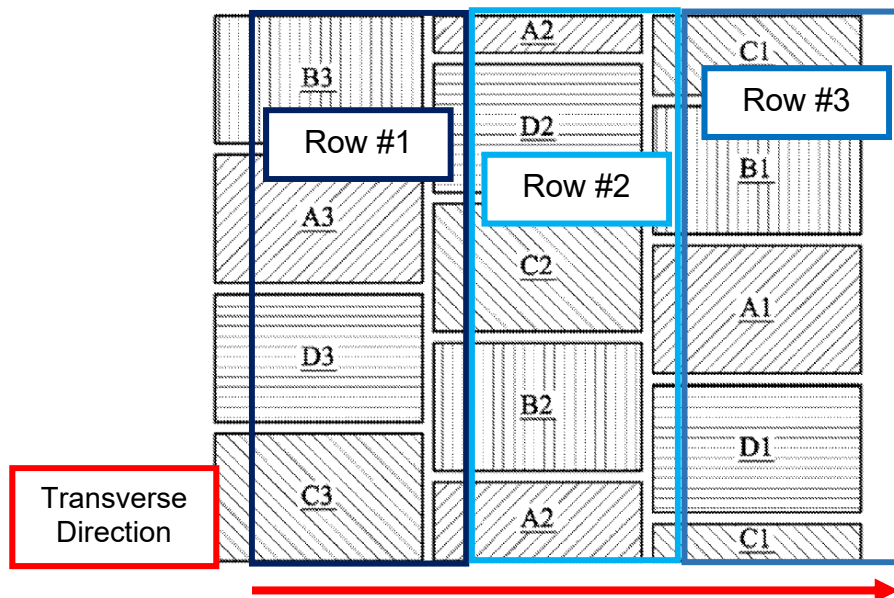 A2
C1
B3
Row #3
Row #1
D2
B1
Row #2
A3
C2
A1
D3
B2
D1
C3
Transverse
Direction
A2
C1